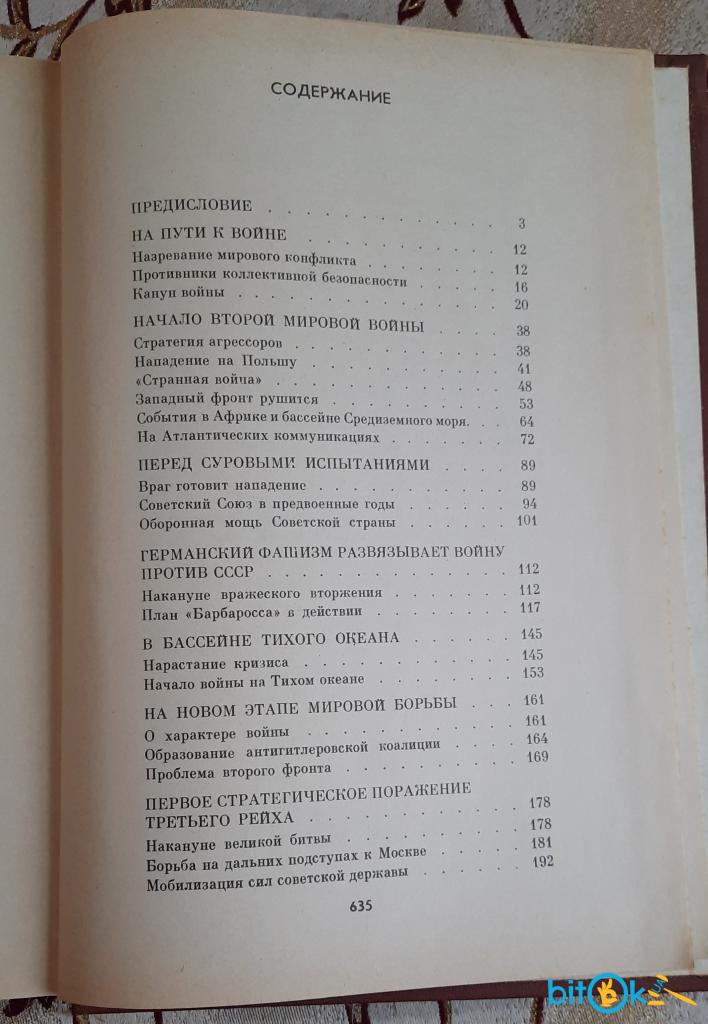 СОДЕРЖАНИЕ
ПРЕДИСЛОВИЕ . . . . . . . . . . . . . 3
НА ПУТИ К ВОЙНЕ . . . . . . . . . . . 12
Назревание мирового конфликта . . . . . . . 12
Противники коллективной безопасности . . . . . 16
Канун войны . . . . . . . . . . . . . . 20
НАЧАЛО ВТОРОЙ МИРОВОЙ ВОЙНЫ . . . . 38
Стратегия агрессоров . . . . . . . . . . . 38
Нападение на Польшу . . . . . . . . . . . 41
«Странная война» . . . . . . . . . . . . 48
Западный фронт рушится . . . . . . . . . . 53
События в Африке и бассейне Средиземного моря. . . 64
На Атлантических коммуникациях . . . . . . . 72
ПЕРЕД СУРОВЫМИ ИСПЫТАНИЯМИ . . . . 89
Враг готовит нападение . . . . . . . . . . 89
Советский Союз в предвоенные годы . . . . . . 94
Оборонная мощь Советской страны . . . . . . 101
ГЕРМАНСКИЙ ФАШИЗМ РАЗВЯЗЫВАЕТ ВОЙНУ
ПРОТИВ СССР . . . . . . . . . . . . . 112
Накануне вражеского вторжения . . . . . . . 112
План «Барбаросса» в действии . . . . . . . . 117
В БАССЕЙНЕ ТИХОГО ОКЕАНА . . . . . . 145
Нарастание кризиса . . . . . . . . . . . 145
Начало войны на Тихом океане . . . . . . . . 153
НА НОВОМ ЭТАПЕ МИРОВОЙ БОРЬБЫ . . . 161
О характере войны . . . . . . . . . . . 161
Образование антигитлеровской коалиции . . . . . 164
Проблема второго фронта . . . . . . . . . 169
ПЕРВОЕ СТРАТЕГИЧЕСКОЕ ПОРАЖЕНИЕ
ТРЕТЬЕГО РЕЙХА . . . . . . . . . . . . 178
Накануне великой битвы . . . . . . . . . . 178
Борьба на дальних подступах к Москве . . . . . 181
Мобилизация сил советской державы . . . . . . 192
635
bitOk.UA